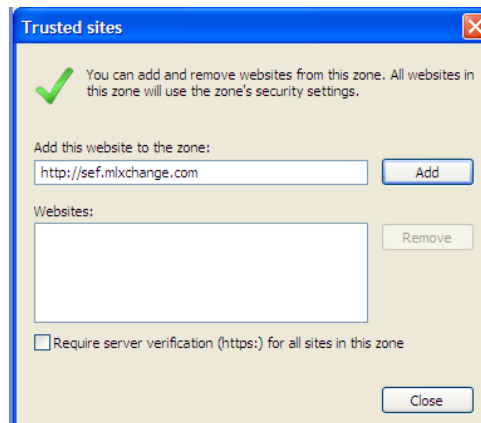 Trusted sites
You can add and remove websites from this zone. All websites in
this zone will use the zone's security settings.
Add this website to the zone:
http://sef.mlxchange.com
Add
Websites:
Remove
Require server verification (https:) for all sites in this zone
Close